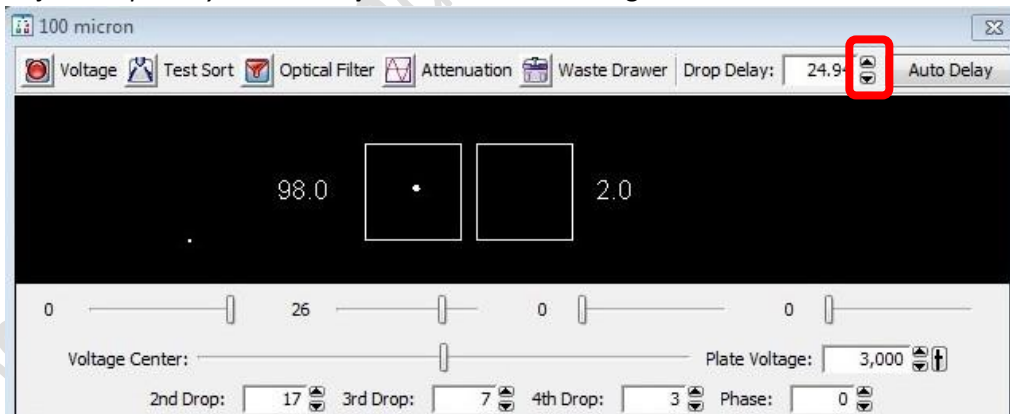 100 micron
Voltage Test Sort Optical Filter Attenuation Waste Drawer Drop Delay: 24.94 Auto Delay
98.0 2.0
0 26 0 0
Voltage Center: Plate Voltage: 3,000
2nd Drop: 17 3rd Drop: 7 4th Drop: 3 Phase: 0